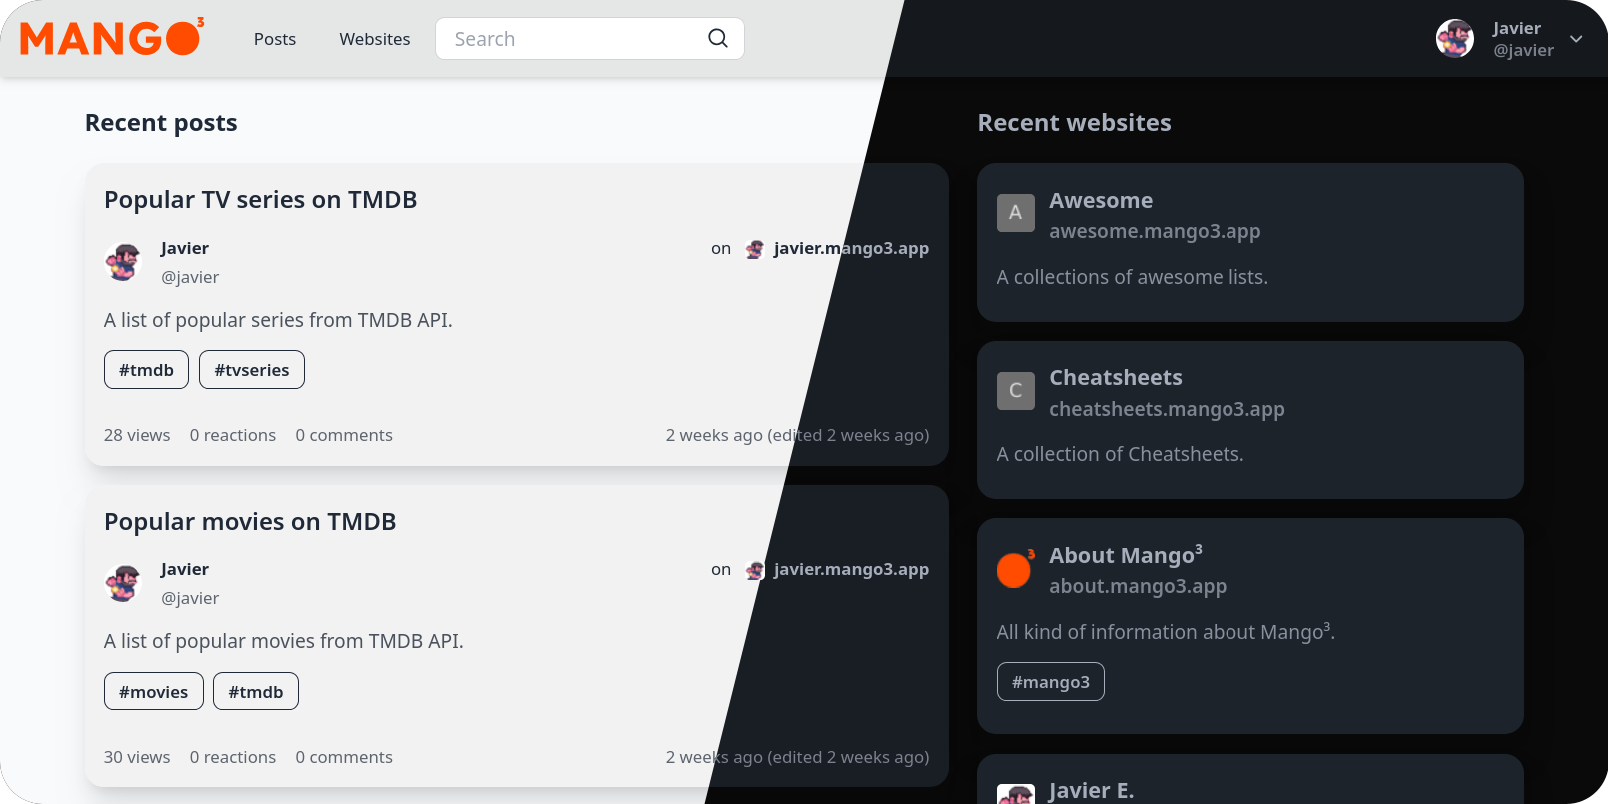 MANGO³
Posts
Websites
Search
Javier
@javier
Recent posts
Popular TV series on TMDB
Javier
@javier
on javier.mango3.app
A list of popular series from TMDB API.
#tmdb
#tvseries
28 views 0 reactions 0 comments
2 weeks ago (edited 2 weeks ago)
Popular movies on TMDB
Javier
@javier
on javier.mango3.app
A list of popular movies from TMDB API.
#movies
#tmdb
30 views 0 reactions 0 comments
2 weeks ago (edited 2 weeks ago)
Recent websites
A
Awesome
awesome.mango3.app
A collections of awesome lists.
C
Cheatsheets
cheatsheets.mango3.app
A collection of Cheatsheets.
3
About Mango³
about.mango3.app
All kind of information about Mango³.
#mango3
Javier E.